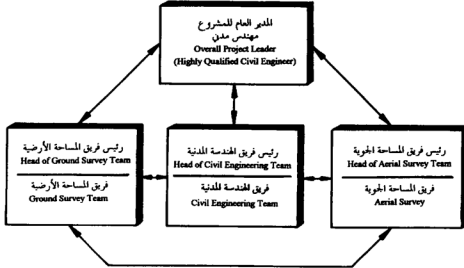 المدير العام للمشروع
مهندس مدني
Overall Project Leader
(Highly Qualified Civil Engineer)
رئيس فريق المساحة الأرضية
Head of Ground Survey Team
فريق المساحة الأرضية
Ground Survey Team
رئيس فريق الهندسة المدنية
Head of Civil Engineering Team
فريق الهندسة المدنية
Civil Engineering Team
رئيس فريق المساحة الجوية
Head of Aerial Survey Team
فريق المساحة الجوية
Aerial Survey